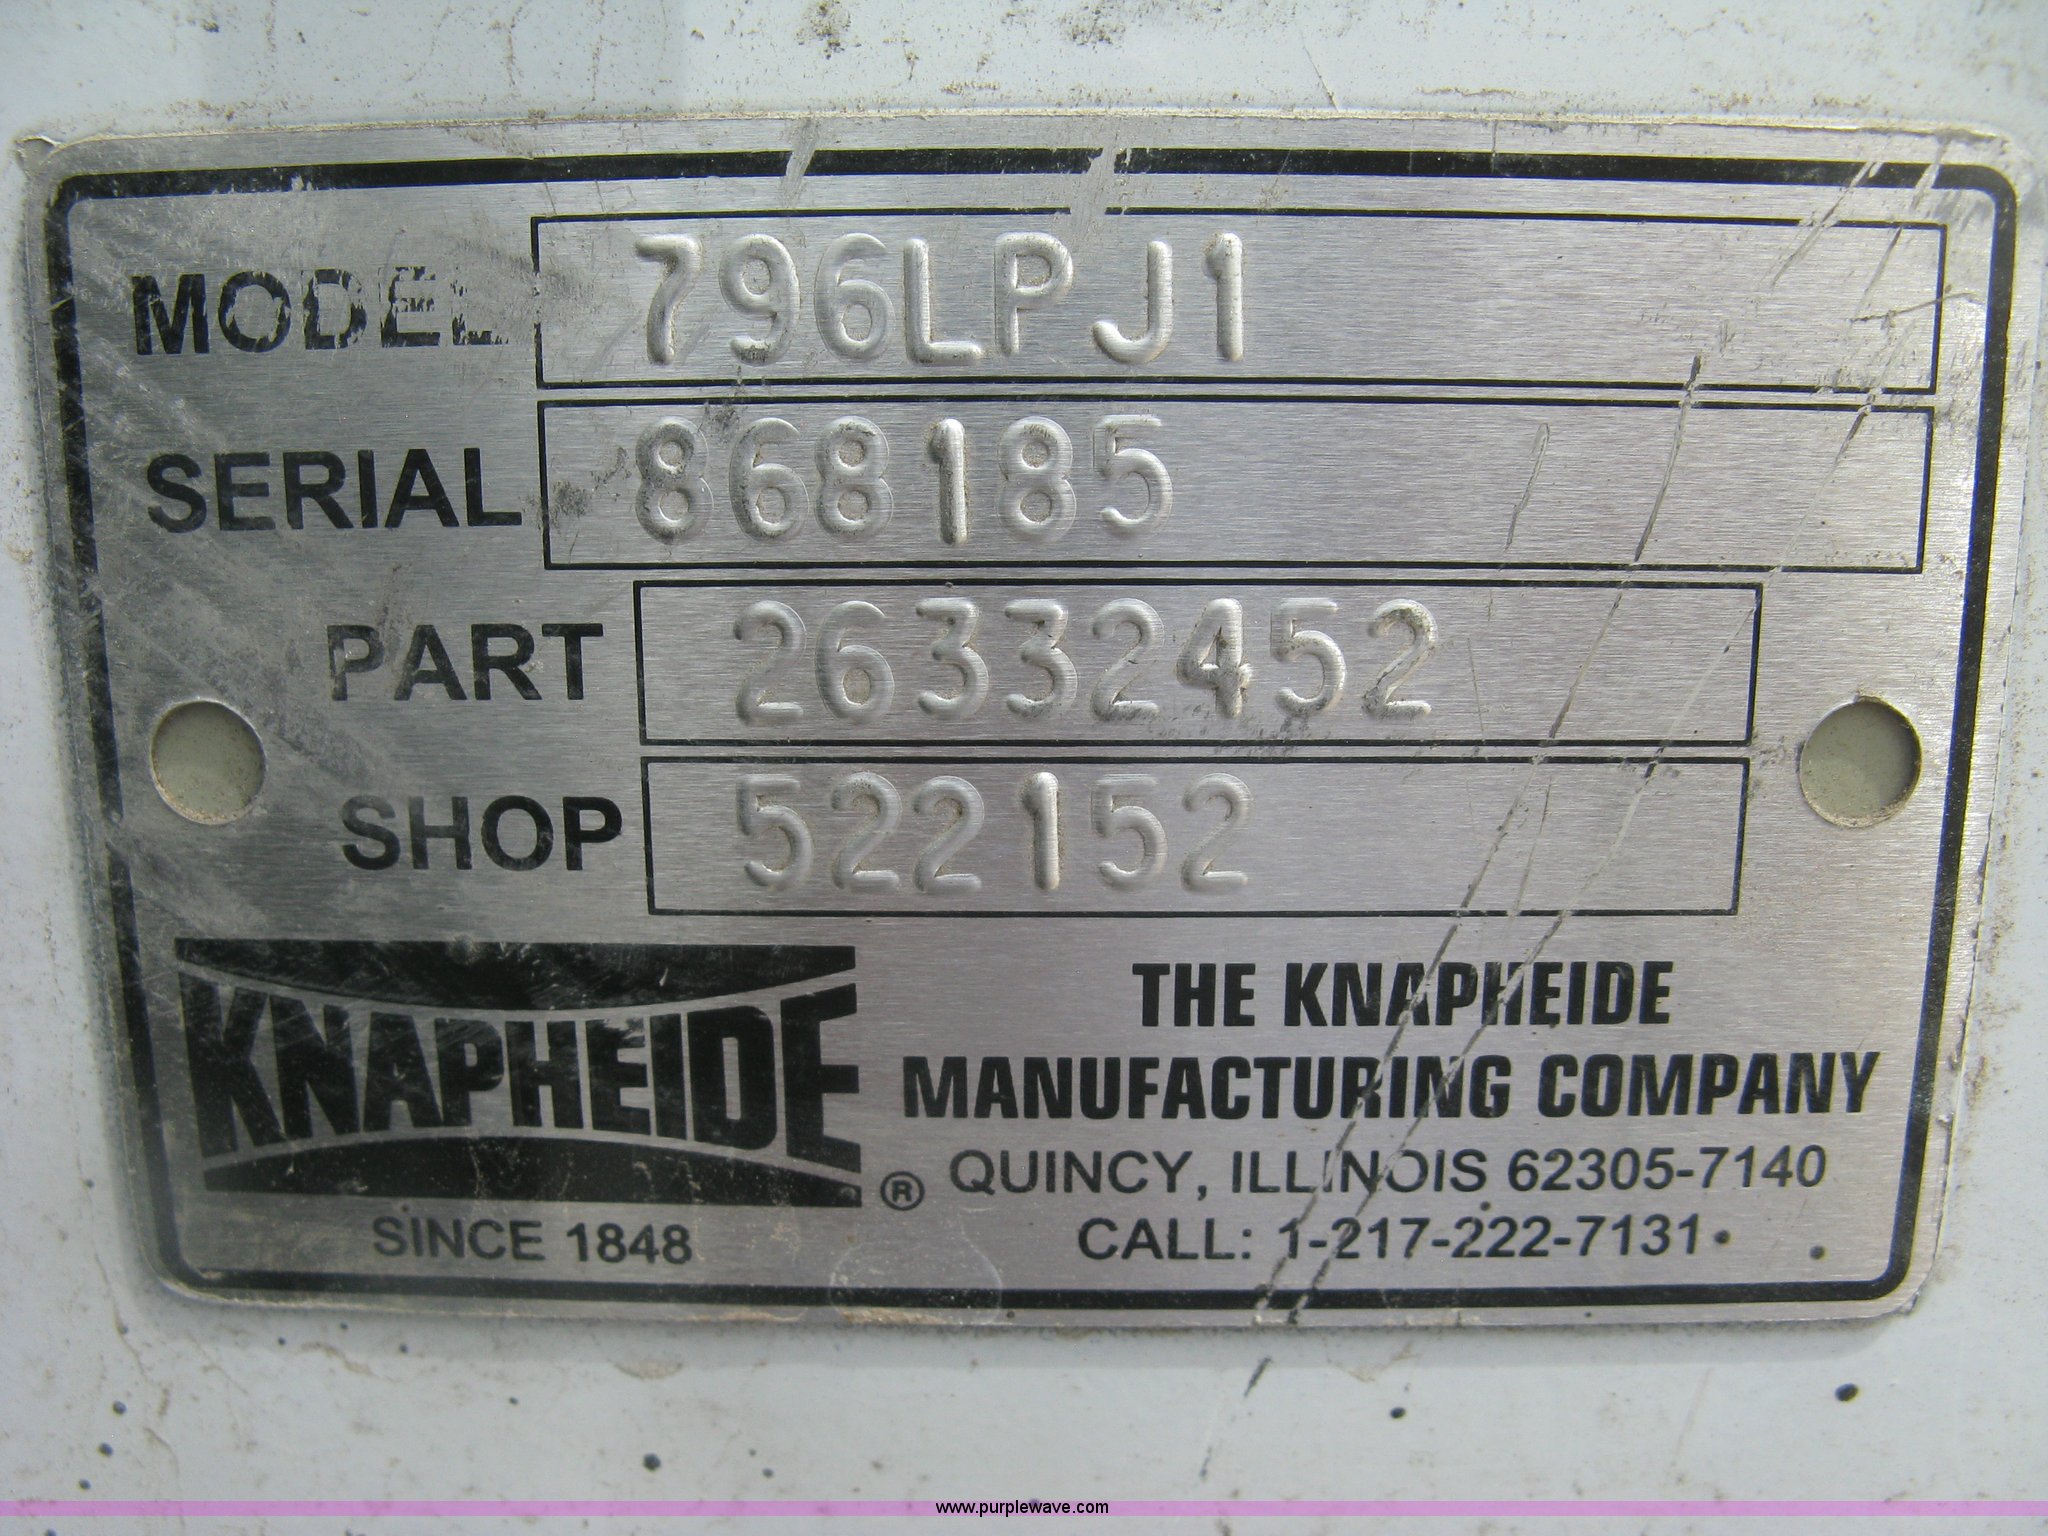 MODEL 796LPJ1
SERIAL 868185
PART 26332452
SHOP 522152
KNAPHEIDE ®
SINCE 1848
THE KNAPHEIDE
MANUFACTURING COMPANY
QUINCY, ILLINOIS 62305-7140
CALL: 1-217-222-7131
www.purplewave.com